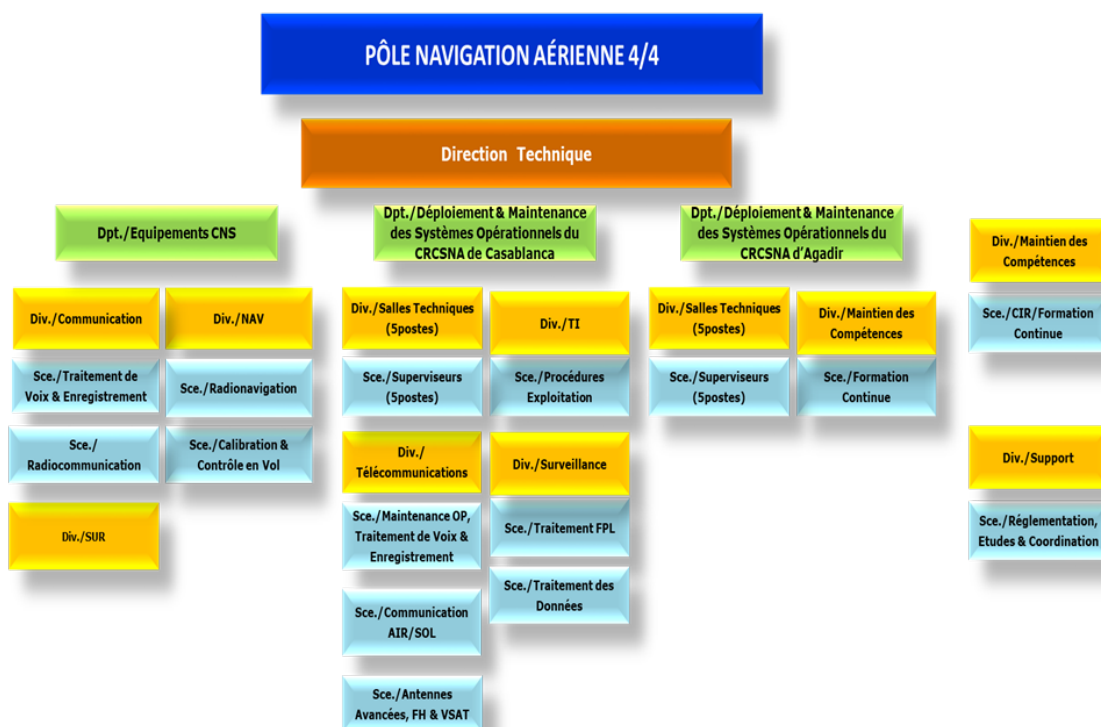 PÔLE NAVIGATION AÉRIENNE 4/4
Direction Technique
Dpt./Equipements CNS
Dpt./Déploiement & Maintenance
des Systèmes Opérationnels du
CRCSNA de Casablanca
Dpt./Déploiement & Maintenance
des Systèmes Opérationnels du
CRCSNA d'Agadir
Div./Maintien des
Compétences
Sce./CIR/Formation
Continue
Div./Support
Sce./Réglementation,
Etudes & Coordination
Div./Communication
Sce./Traitement de
Voix & Enregistrement
Sce./
Radiocommunication
Div./SUR
Div./NAV
Sce./Radionavigation
Sce./Calibration &
Contrôle en Vol
Div./Salles Techniques
(5postes)
Sce./Superviseurs
(5postes)
Div./
Télécommunications
Sce./Maintenance OP,
Traitement de Voix &
Enregistrement
Sce./Communication
AIR/SOL
Sce./Antennes
Avancées, FH & VSAT
Div./TI
Sce./Procédures
Exploitation
Div./Surveillance
Sce./Traitement FPL
Sce./Traitement des
Données
Div./Salles Techniques
(5postes)
Sce./Superviseurs
(5postes)
Div./Maintien des
Compétences
Sce./Formation
Continue